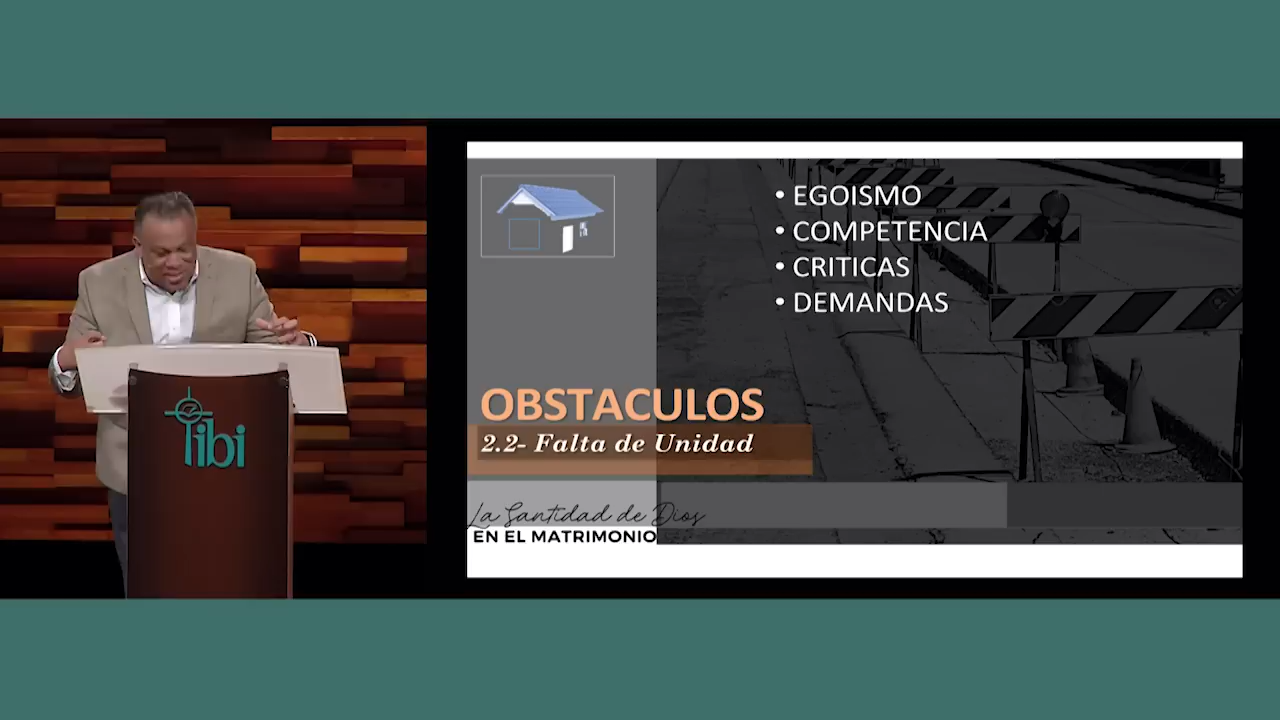 ibi
• EGOISMO
• COMPETENCIA
• CRITICAS
• DEMANDAS
OBSTACULOS
2.2- Falta de Unidad
La Santidad de Dios
EN EL MATRIMONIO